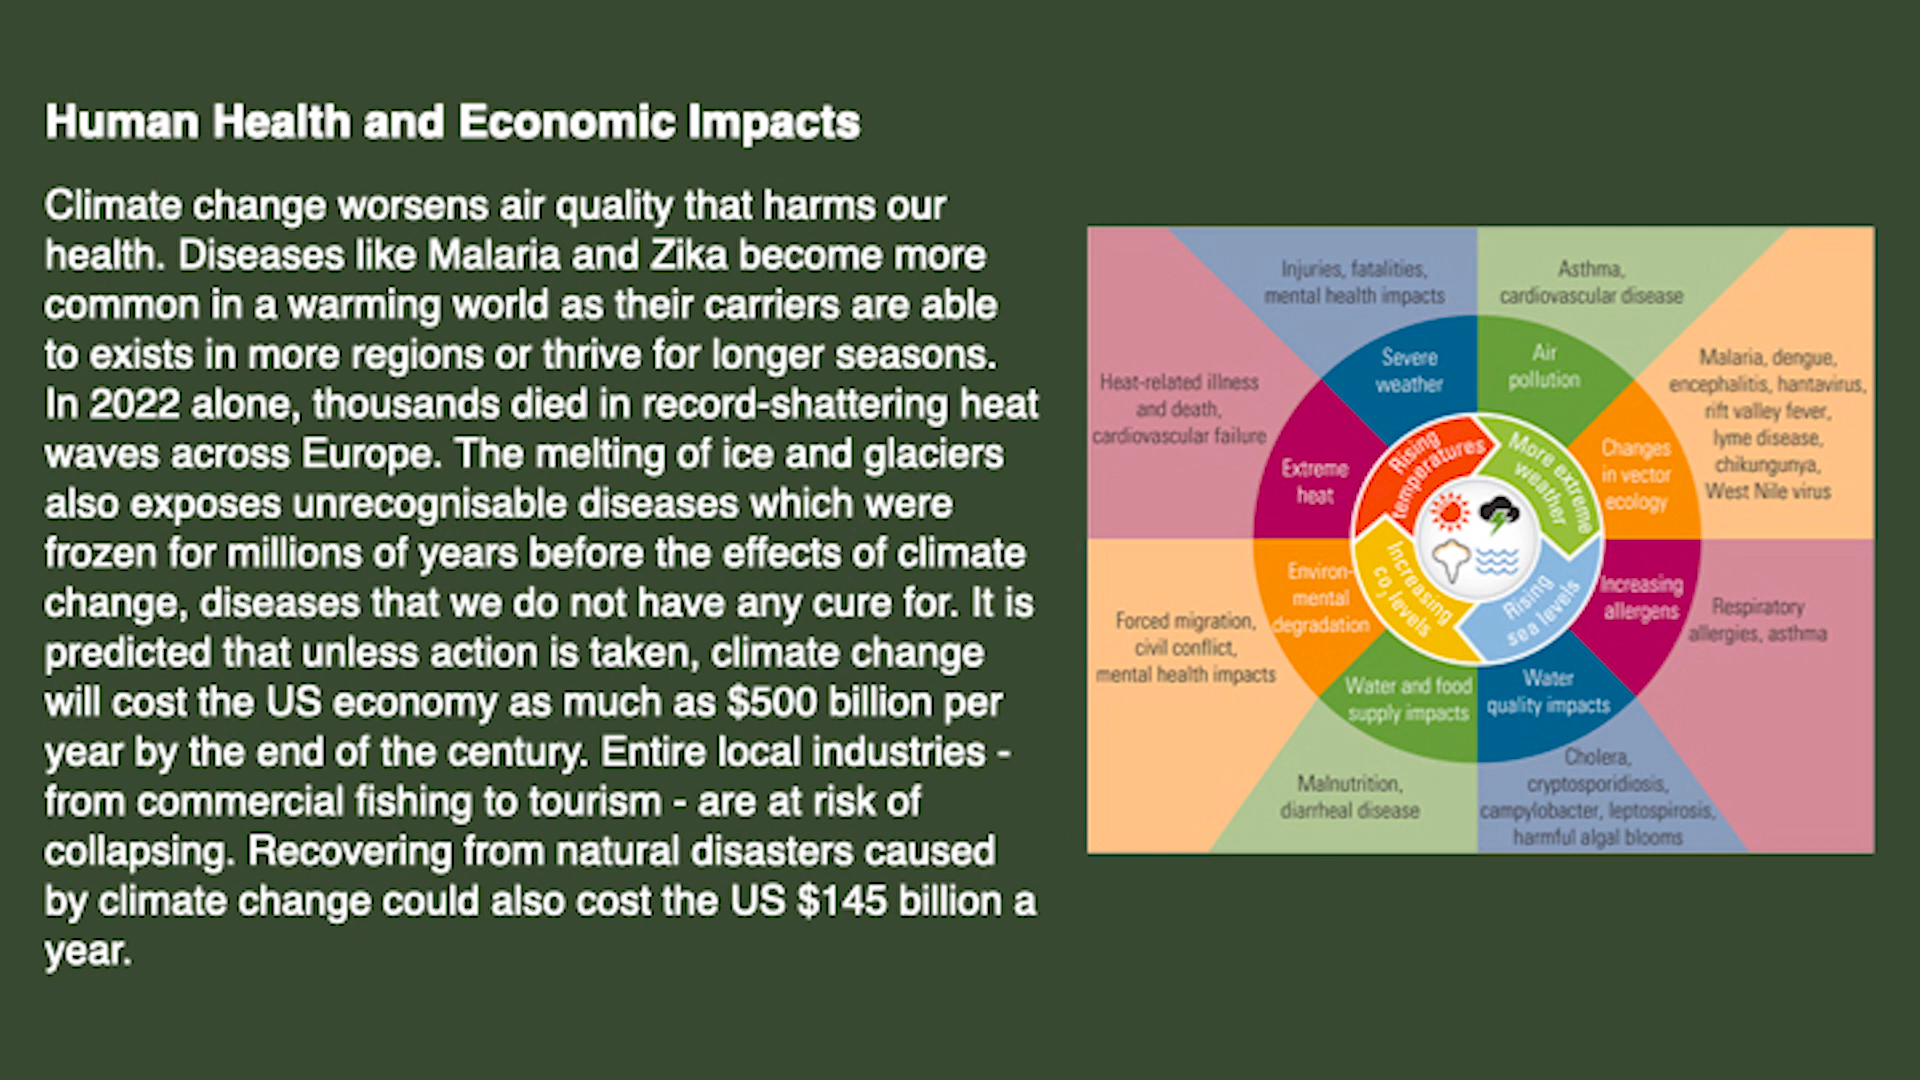 Human Health and Economic Impacts
Climate change worsens air quality that harms our
health. Diseases like Malaria and Zika become more
common in a warming world as their carriers are able
to exists in more regions or thrive for longer seasons.
In 2022 alone, thousands died in record-shattering heat
waves across Europe. The melting of ice and glaciers
also exposes unrecognisable diseases which were
frozen for millions of years before the effects of climate
change, diseases that we do not have any cure for. It is
predicted that unless action is taken, climate change
will cost the US economy as much as $500 billion per
year by the end of the century. Entire local industries -
from commercial fishing to tourism - are at risk of
collapsing. Recovering from natural disasters caused
by climate change could also cost the US $145 billion a
year.
Injuries, fatalities,
mental health impacts
Asthma,
cardiovascular disease
Heat-related illness
and death,
cardiovascular failure
Severe
weather
Air
pollution
Malaria, dengue,
encephalitis, hantavirus,
rift valley fever,
lyme disease,
chikungunya,
West Nile virus
Extreme
heat
Rising
temperatures
More extreme
weather
Changes
in vector
ecology
Forced migration,
civil conflict,
mental health impacts
Environ-
mental
degradation
Increasing
CO2 levels
Rising
sea levels
Increasing
allergens
Respiratory
allergies, asthma
Water and food
supply impacts
Water
quality impacts
Malnutrition,
diarrheal disease
Cholera,
cryptosporidiosis,
campylobacter, leptospirosis,
harmful algal blooms